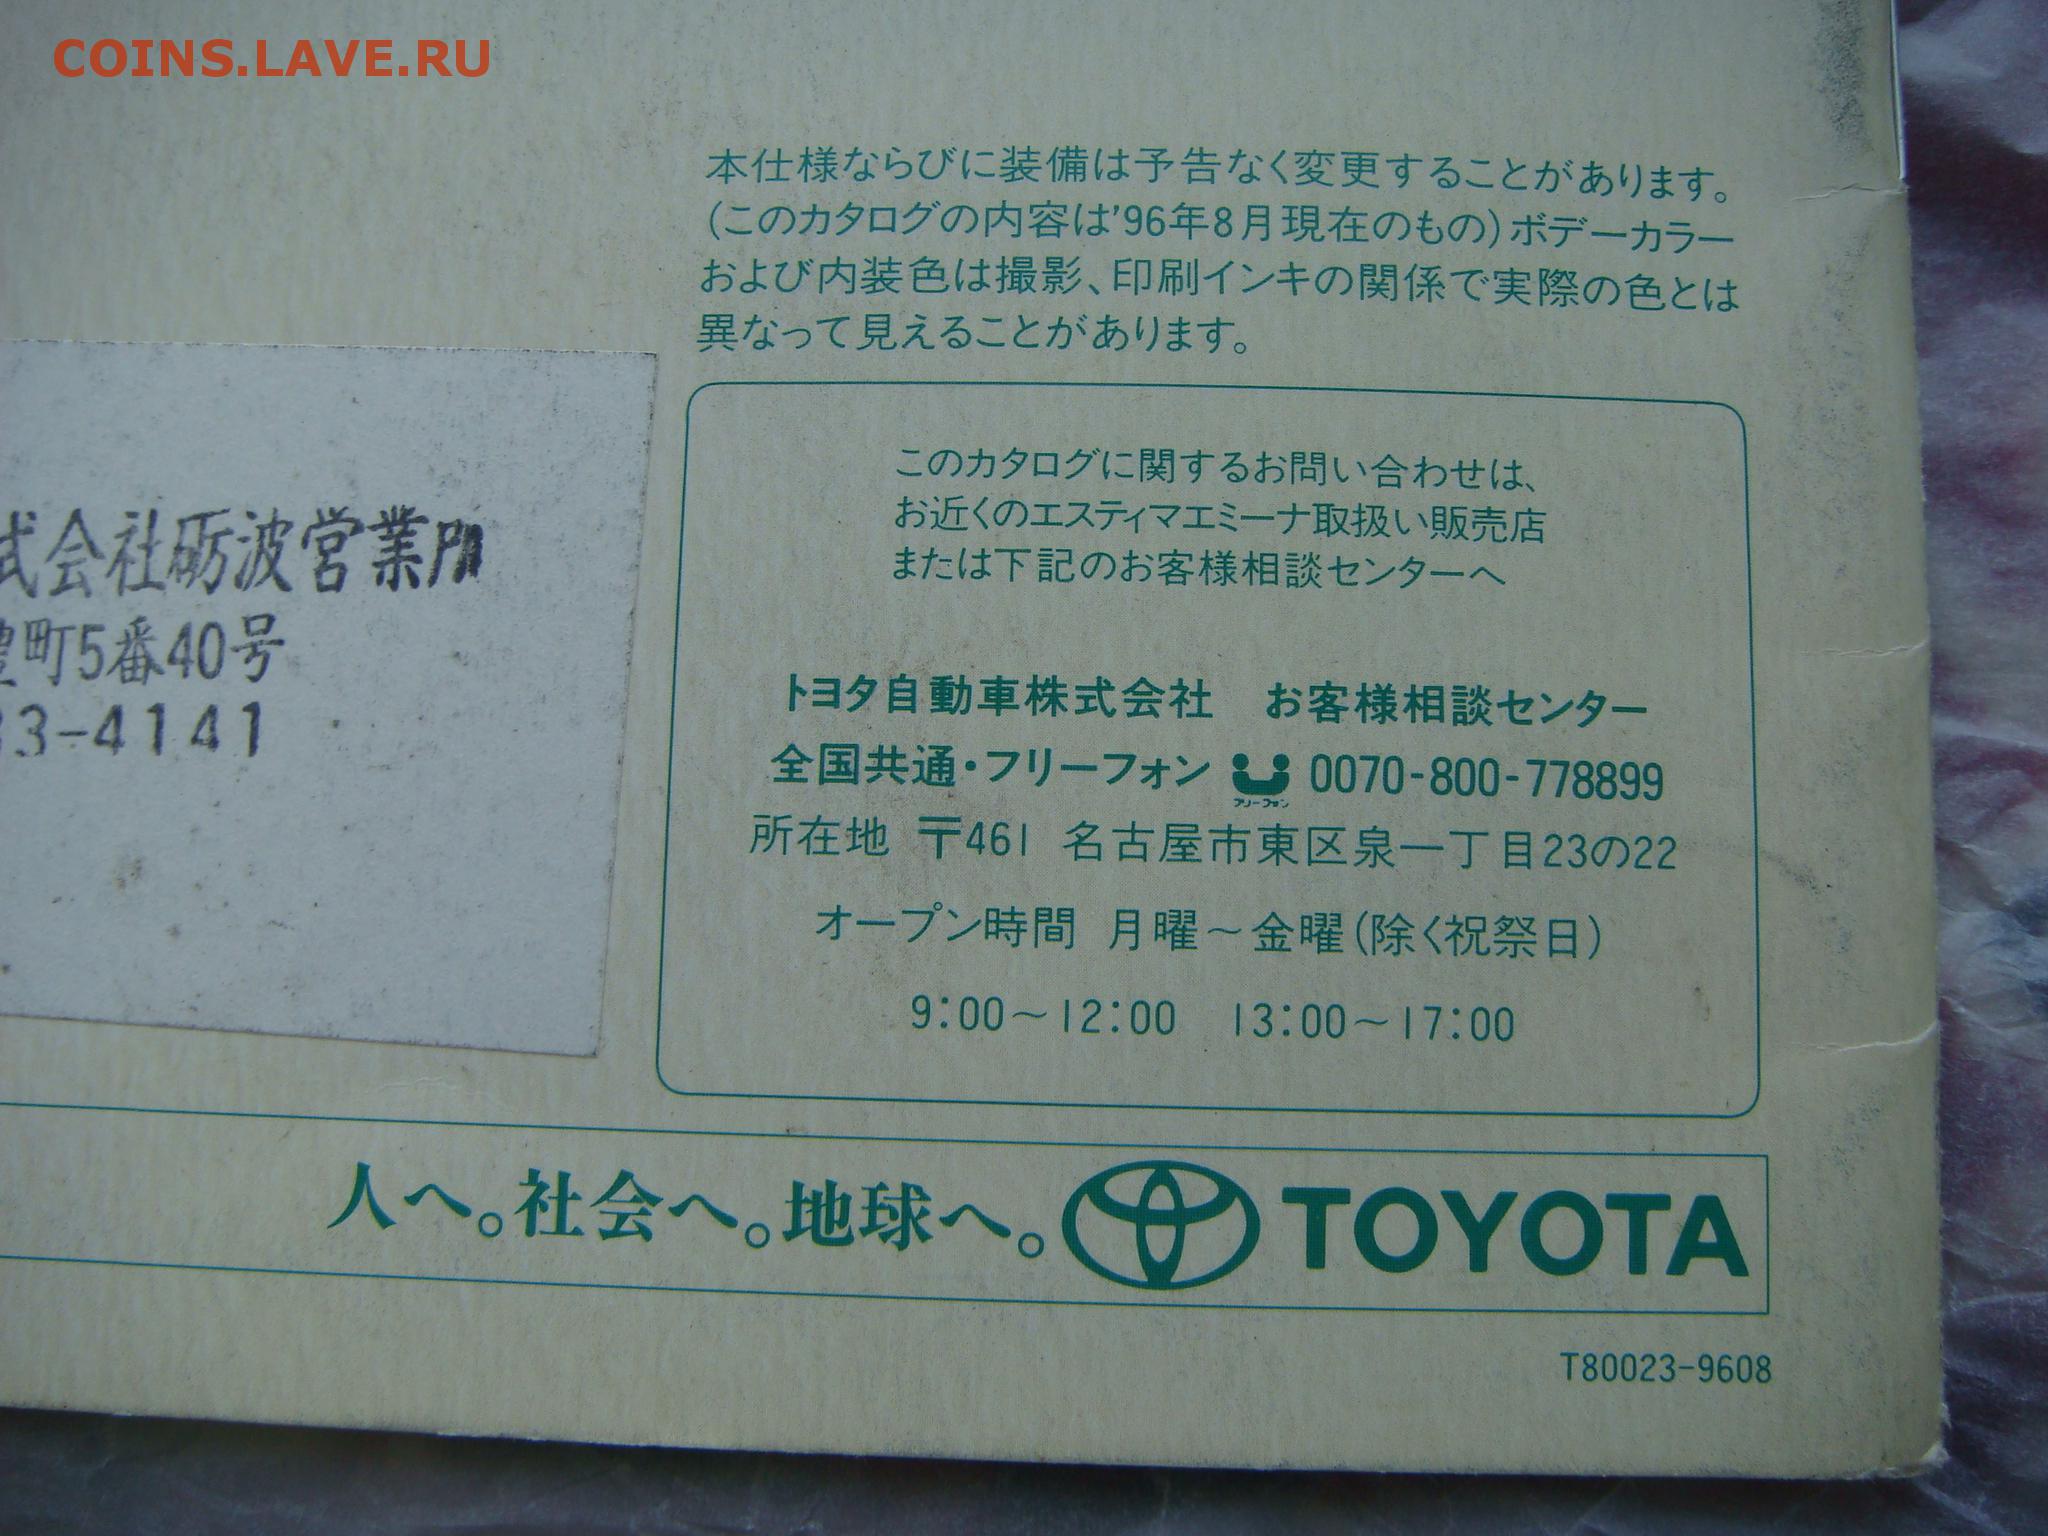 COINS.LAVE.RU
本仕様ならびに装備は予告なく変更することがあります。
(このカタログの内容は'96年8月現在のもの)ボデーカラー
および内装色は撮影、印刷インキの関係で実際の色とは
異なって見えることがあります。
このカタログに関するお問い合わせは、
お近くのエスティマエミーナ取扱い販売店
または下記のお客様相談センターへ
トヨタ自動車株式会社 お客様相談センター
全国共通・フリーフォン 0070-800-778899
フリーフォン
所在地 〒461 名古屋市東区泉一丁目23の22
オープン時間 月曜～金曜(除く祝祭日)
9:00～12:00 13:00～17:00
式会社砺波営業所
町5番40号
33-4141
人へ。社会へ。地球へ。 TOYOTA
T80023-9608